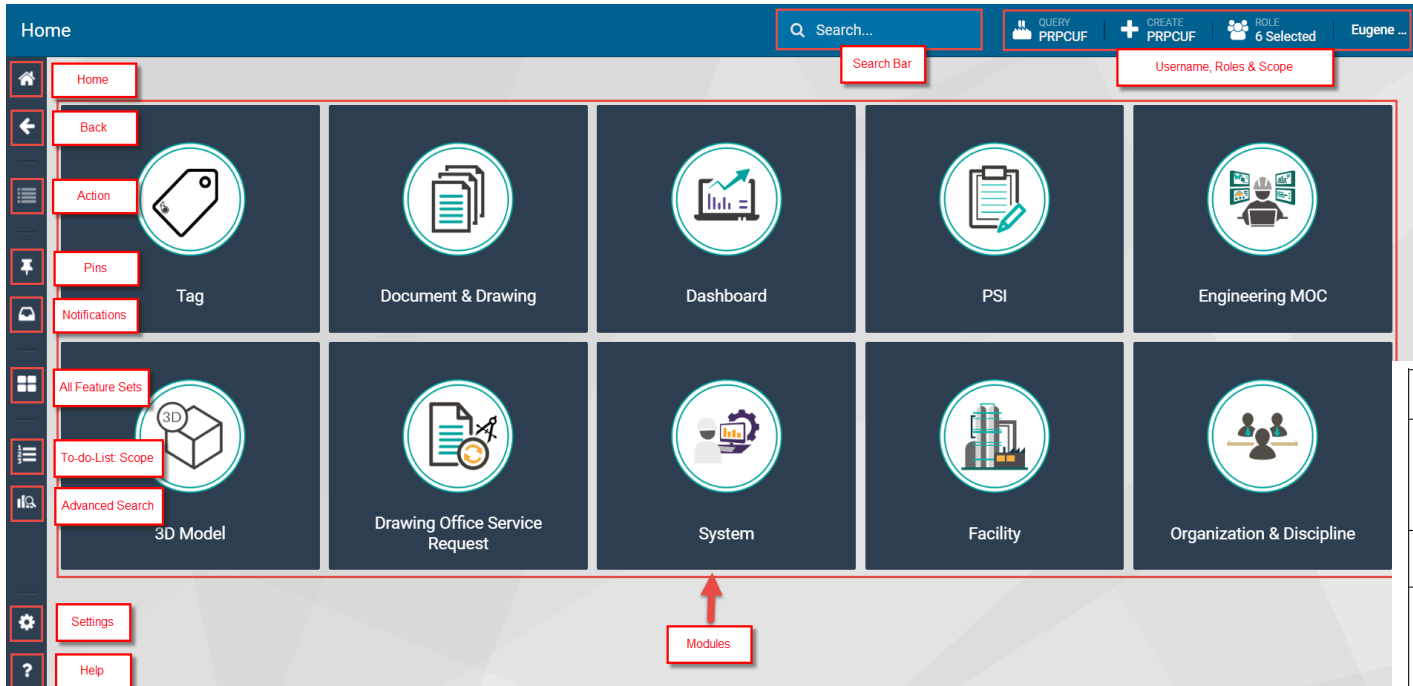 Home
Search...
QUERY
PRPCUF
CREATE
PRPCUF
ROLE
6 Selected
Eugene ...
Search Bar
Username, Roles & Scope
Home
Back
Action
Pins
Notifications
All Feature Sets
To-do-List: Scope
Advanced Search
Settings
?
Help
Tag
Document & Drawing
Dashboard
PSI
Engineering MOC
3D
3D Model
Drawing Office Service
Request
System
Facility
Organization & Discipline
Modules